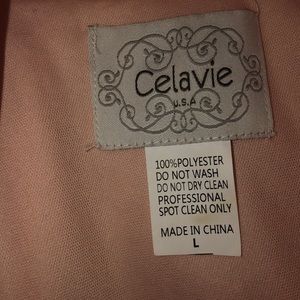 Celavie
U.S.A
100%POLYESTER
DO NOT WASH
DO NOT DRY CLEAN
PROFESSIONAL
SPOT CLEAN ONLY
MADE IN CHINA
L